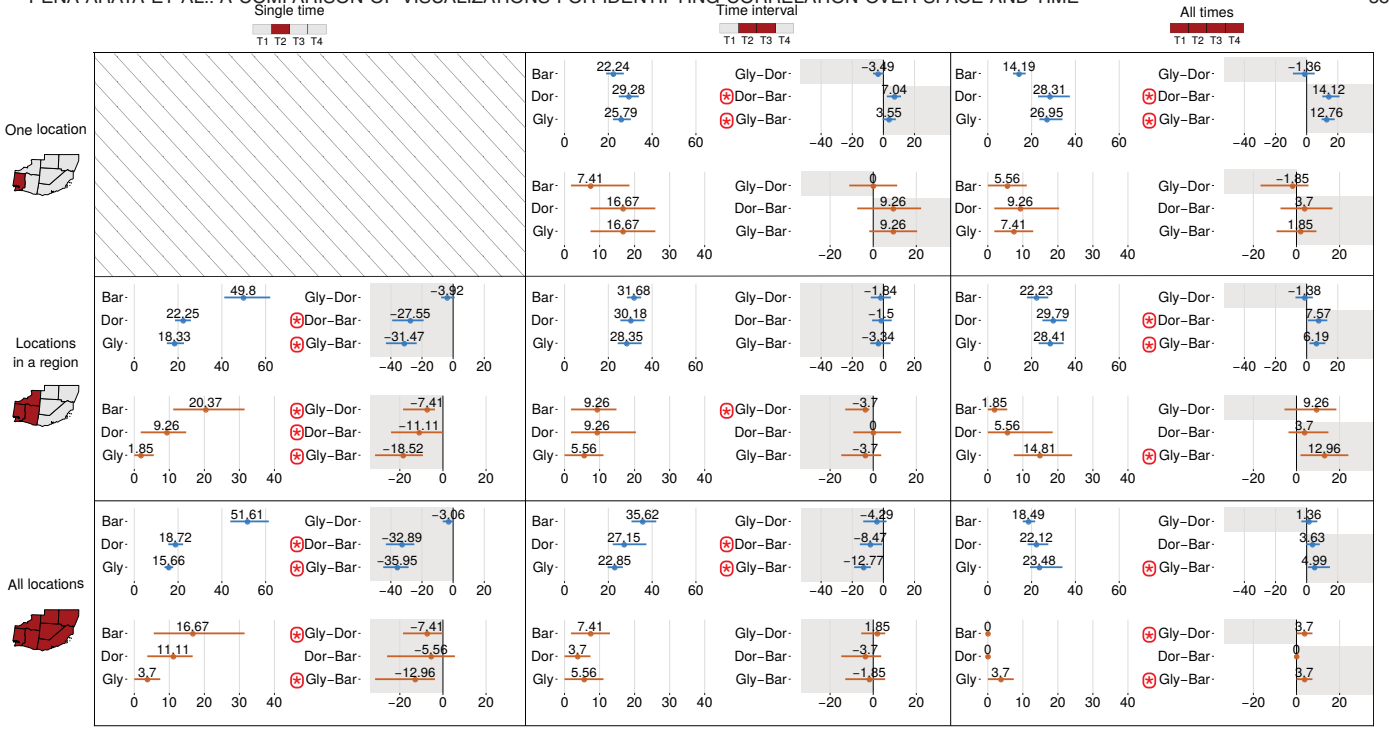 PENA-ARAYA ET AL.: A COMPARISON OF VISUALIZATIONS FOR IDENTIFYING CORRELATION OVER SPACE AND TIME
Single time
T1 T2 T3 T4
Time interval
T1 T2 T3 T4
All times
T1 T2 T3 T4
One location
Bar 22,24 Gly−Dor −3,49
Dor 29,28 * Dor−Bar 7,04
Gly 25,79 * Gly−Bar 3,55
0 20 40 60 −40 −20 0 20
Bar 7.41 Gly−Dor 0
Dor 16,67 Dor−Bar 9.26
Gly 16,67 Gly−Bar 9.26
0 10 20 30 40 −20 0 20
Bar 14,19 Gly−Dor −1,36
Dor 28,31 * Dor−Bar 14,12
Gly 26,95 * Gly−Bar 12,76
0 20 40 60 −40 −20 0 20
Bar 5.56 Gly−Dor −1,85
Dor 9.26 Dor−Bar 3,7
Gly 7.41 Gly−Bar 1.85
0 10 20 30 40 −20 0 20
Locations
in a region
Bar 49.8 Gly−Dor −3,92
Dor 22,25 * Dor−Bar −27,55
Gly 18,33 * Gly−Bar −31,47
0 20 40 60 −40 −20 0 20
Bar 20,37 * Gly−Dor −7,41
Dor 9.26 * Dor−Bar −11,11
Gly 1.85 * Gly−Bar −18,52
0 10 20 30 40 −20 0 20
Bar 31,68 Gly−Dor −1,84
Dor 30,18 Dor−Bar −1,5
Gly 28,35 Gly−Bar −3,34
0 20 40 60 −40 −20 0 20
Bar 9.26 * Gly−Dor −3,7
Dor 9.26 Dor−Bar 0
Gly 5.56 Gly−Bar −3,7
0 10 20 30 40 −20 0 20
Bar 22,23 Gly−Dor −1,38
Dor 29,79 * Dor−Bar 7.57
Gly 28,41 * Gly−Bar 6.19
0 20 40 60 −40 −20 0 20
Bar 1.85 Gly−Dor 9.26
Dor 5.56 Dor−Bar 3,7
Gly 14,81 * Gly−Bar 12,96
0 10 20 30 40 −20 0 20
All locations
Bar 51,61 Gly−Dor −3,06
Dor 18,72 * Dor−Bar −32,89
Gly 15,66 * Gly−Bar −35,95
0 20 40 60 −40 −20 0 20
Bar 16,67 * Gly−Dor −7,41
Dor 11,11 Dor−Bar −5,56
Gly 3,7 * Gly−Bar −12,96
0 10 20 30 40 −20 0 20
Bar 35,62 Gly−Dor −4,29
Dor 27,15 * Dor−Bar −8,47
Gly 22,85 * Gly−Bar −12,77
0 20 40 60 −40 −20 0 20
Bar 7.41 Gly−Dor 1,85
Dor 3,7 Dor−Bar −3,7
Gly 5.56 Gly−Bar −1,85
0 10 20 30 40 −20 0 20
Bar 18,49 Gly−Dor 1,36
Dor 22,12 Dor−Bar 3,63
Gly 23,48 * Gly−Bar 4,99
0 20 40 60 −40 −20 0 20
Bar 0 * Gly−Dor 3,7
Dor 0 Dor−Bar 0
Gly 3,7 * Gly−Bar 3,7
0 10 20 30 40 −20 0 20